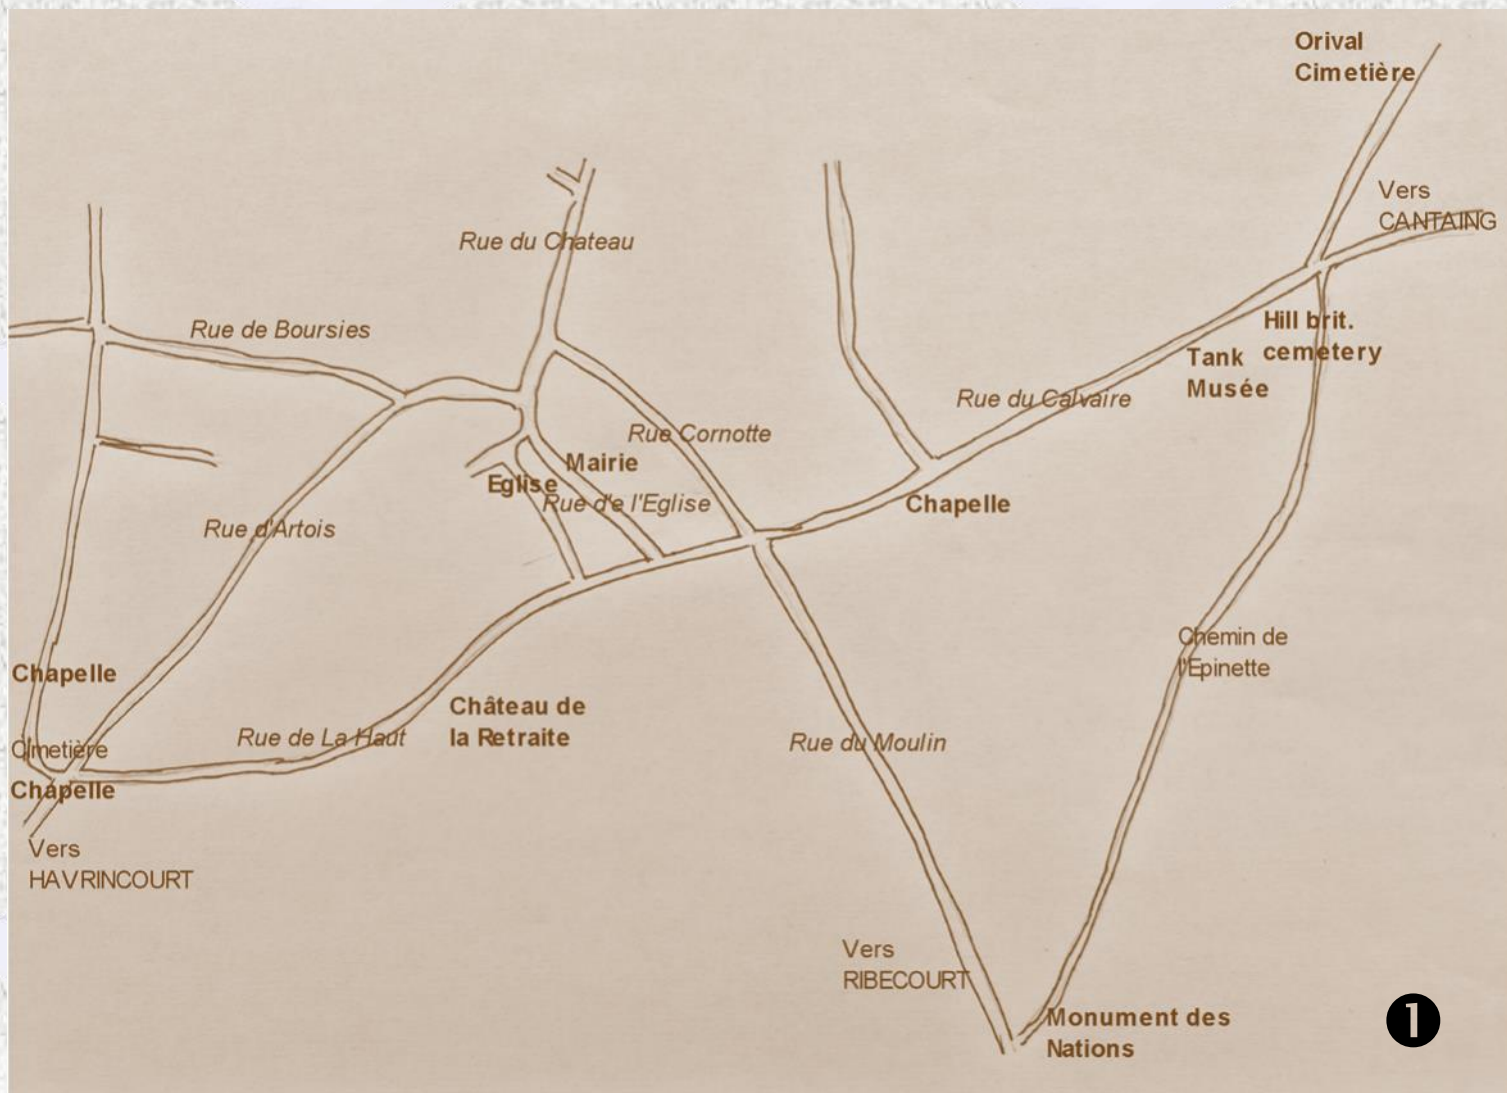 Orival
Cimetière
Vers
CANTAING
Rue du Chateau
Rue de Boursies
Hill brit.
cemetery
Tank
Musée
Rue du Calvaire
Rue Cornotte
Mairie
Eglise
Rue d'e l'Eglise
Chapelle
Rue d'Artois
Chemin de
l'Epinette
Chapelle
Château de
la Retraite
Rue de La Haut
Rue du Moulin
Cimetière
Chapelle
Vers
HAVRINCOURT
Vers
RIBECOURT
Monument des
Nations
1